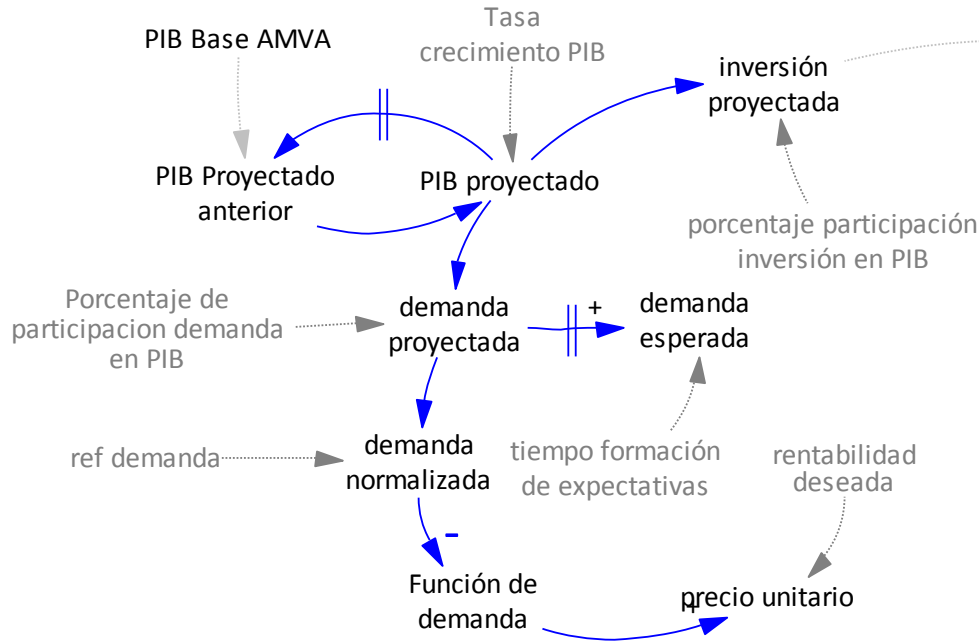 Tasa
crecimiento PIB
PIB Base AMVA
inversión
proyectada
PIB Proyectado
anterior
PIB proyectado
porcentaje participación
inversión en PIB
Porcentaje de
participacion demanda
en PIB
demanda
proyectada
+
demanda
esperada
ref demanda
demanda
normalizada
tiempo formación
de expectativas
rentabilidad
deseada
-
Función de
demanda
+
precio unitario